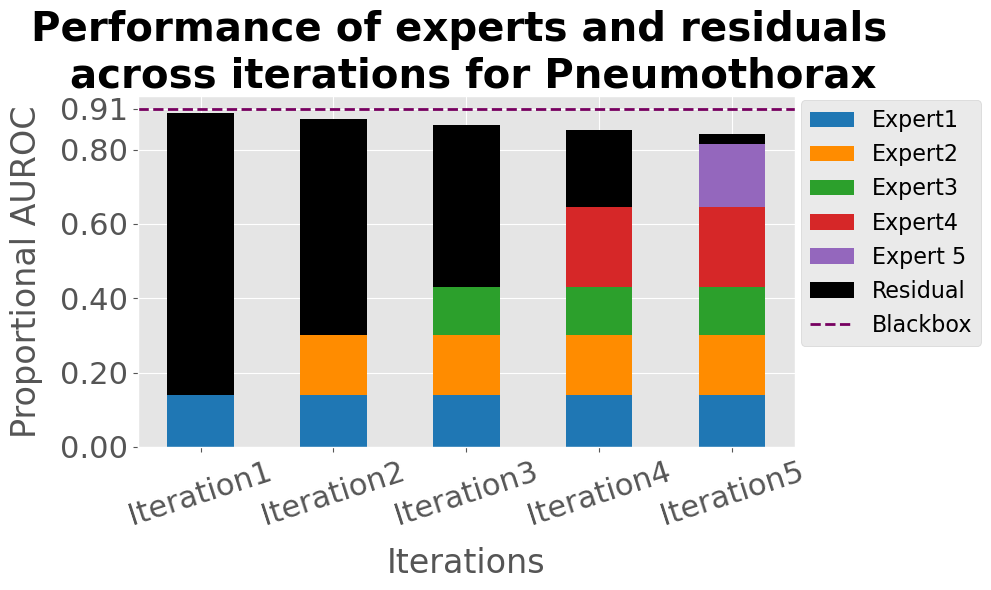 Performance of experts and residuals
across iterations for Pneumothorax
Proportional AUROC
0.91
0.80
0.60
0.40
0.20
0.00
Iteration1
Iteration2
Iteration3
Iteration4
Iteration5
Iterations
Expert1
Expert2
Expert3
Expert4
Expert 5
Residual
Blackbox